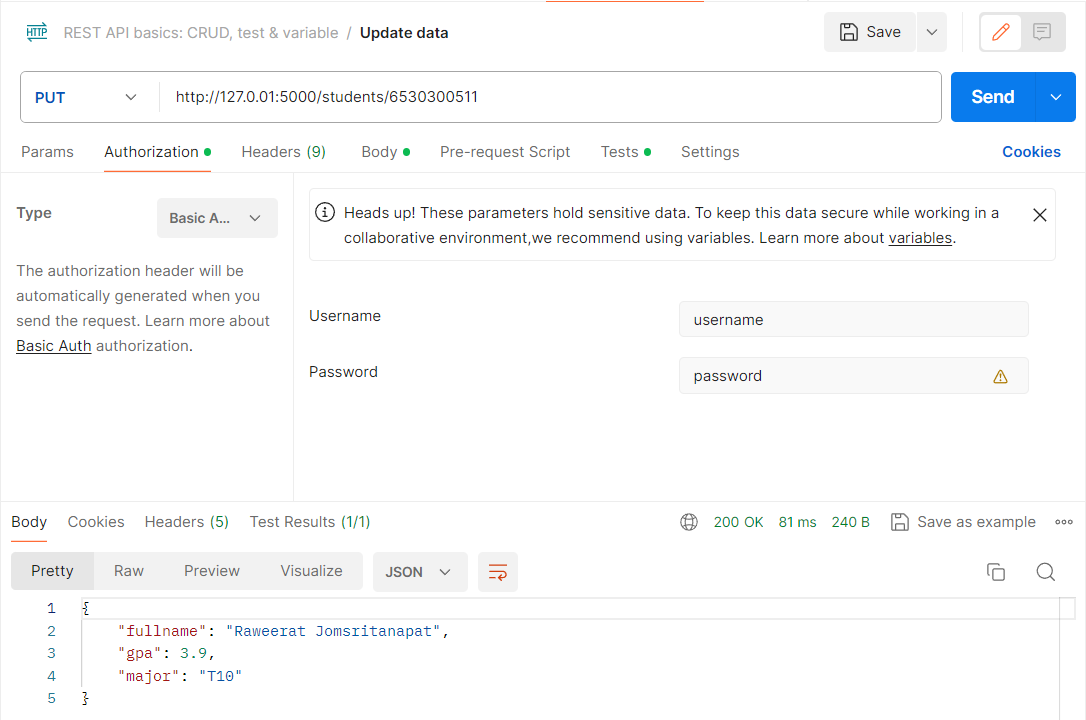 HTTP REST API basics: CRUD, test & variable / Update data Save
PUT http://127.0.01:5000/students/6530300511 Send
Params Authorization Headers (9) Body Pre-request Script Tests Settings Cookies
Type Basic A...
The authorization header will be
automatically generated when you
send the request. Learn more about
Basic Auth authorization.
Heads up! These parameters hold sensitive data. To keep this data secure while working in a
collaborative environment,we recommend using variables. Learn more about variables.
Username username
Password password
Body Cookies Headers (5) Test Results (1/1) 200 OK 81 ms 240 B Save as example
Pretty Raw Preview Visualize JSON
1 {
2 "fullname": "Raweerat Jomsritanapat",
3 "gpa": 3.9,
4 "major": "T10"
5 }